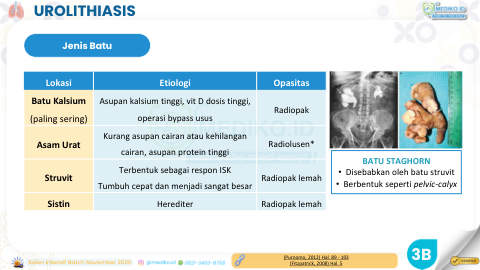 UROLITHIASIS
Jenis Batu
Lokasi Etiologi Opasitas
Batu Kalsium
(paling sering)
Asupan kalsium tinggi, vit D dosis tinggi,
operasi bypass usus
Radiopak
Asam Urat
Kurang asupan cairan atau kehilangan
cairan, asupan protein tinggi
Radiolusen*
Struvit
Terbentuk sebagai respon ISK
Tumbuh cepat dan menjadi sangat besar
Radiopak lemah
Sistin Herediter Radiopak lemah
BATU STAGHORN
• Disebabkan oleh batu struvit
• Berbentuk seperti pelvic-calyx
(Purnomo, 2012) Hal. 89 - 103
(Fitzpatrick, 2008) Hal. 5
3B